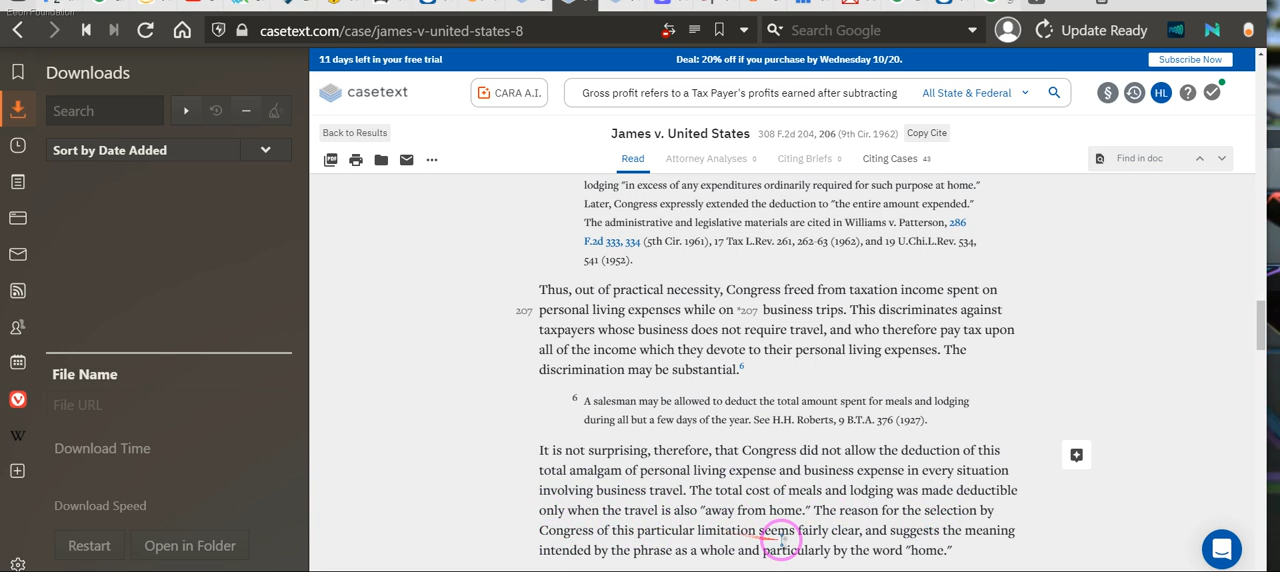 Eeon Foundation
casetext.com/case/james-v-united-states-8
Search Google
Update Ready
Downloads
Search
Sort by Date Added
File Name
File URL
Download Time
Download Speed
Restart
Open in Folder
11 days left in your free trial
Deal: 20% off if you purchase by Wednesday 10/20.
Subscribe Now
casetext
CARA A.I.
Gross profit refers to a Tax Payer's profits earned after subtracting
All State & Federal
§
HL
?
Back to Results
James v. United States 308 F.2d 204, 206 (9th Cir. 1962)
Copy Cite
PDF
Read
Attorney Analyses 0
Citing Briefs 0
Citing Cases 43
Find in doc
lodging "in excess of any expenditures ordinarily required for such purpose at home."
Later, Congress expressly extended the deduction to "the entire amount expended."
The administrative and legislative materials are cited in Williams v. Patterson, 286
F.2d 333, 334 (5th Cir. 1961), 17 Tax L.Rev. 261, 262-63 (1962), and 19 U.Chi.L.Rev. 534,
541 (1952).
Thus, out of practical necessity, Congress freed from taxation income spent on
207 personal living expenses while on *207 business trips. This discriminates against
taxpayers whose business does not require travel, and who therefore pay tax upon
all of the income which they devote to their personal living expenses. The
discrimination may be substantial.6
6 A salesman may be allowed to deduct the total amount spent for meals and lodging
during all but a few days of the year. See H.H. Roberts, 9 B.T.A. 376 (1927).
It is not surprising, therefore, that Congress did not allow the deduction of this
total amalgam of personal living expense and business expense in every situation
involving business travel. The total cost of meals and lodging was made deductible
only when the travel is also "away from home." The reason for the selection by
Congress of this particular limitation seems fairly clear, and suggests the meaning
intended by the phrase as a whole and particularly by the word "home."